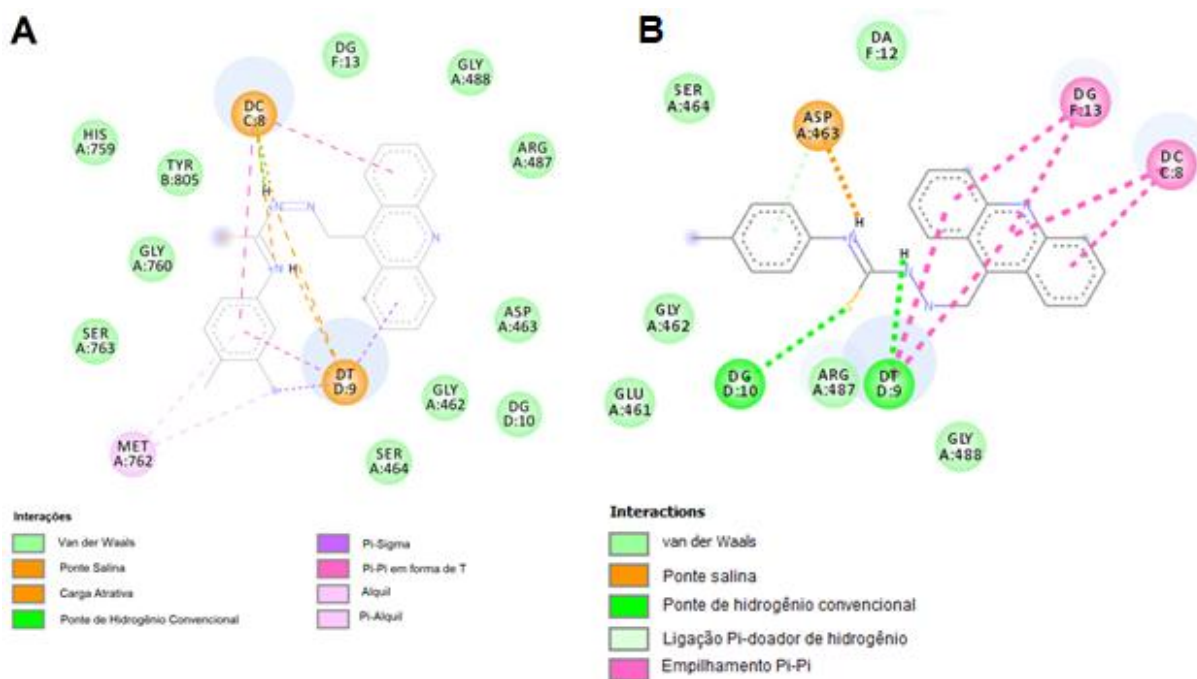 A
DG
F:13
GLY
A:488
DC
C:8
HIS
A:759
TYR
B:805
ARG
A:487
H
N
N
N
GLY
A:760
N H
SER
A:763
ASP
A:463
DT
D:9
GLY
A:462
DG
D:10
MET
A:762
SER
A:464
Interações
Van der Waals
Ponte Salina
Carga Atrativa
Ponte de Hidrogênio Convencional
Pi-Sigma
Pi-Pi em forma de T
Alquil
Pi-Alquil
B
DA
F:12
SER
A:464
ASP
A:463
DG
F:13
DC
C:8
H
N
H
N
N
N
GLY
A:462
GLU
A:461
DG
D:10
ARG
A:487
DT
D:9
GLY
A:488
Interactions
van der Waals
Ponte salina
Ponte de hidrogênio convencional
Ligação Pi-doador de hidrogênio
Empilhamento Pi-Pi